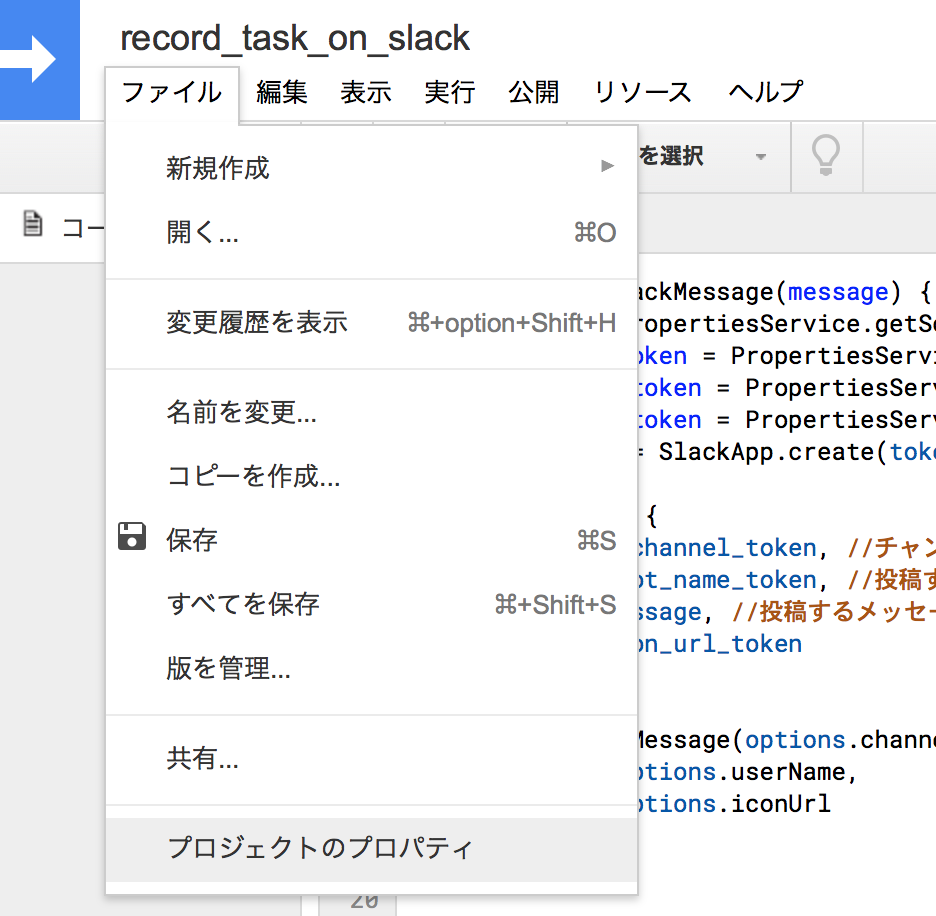 record_task_on_slack
ファイル 編集 表示 実行 公開 リソース ヘルプ
新規作成
を選択
開く... ⌘O
コー
変更履歴を表示 ⌘+option+Shift+H
名前を変更...
コピーを作成...
保存 ⌘S
すべてを保存 ⌘+Shift+S
版を管理...
共有...
プロジェクトのプロパティ
ackMessage(message) {
ropertiesService.getS
oken = PropertiesServi
token = PropertiesServ
token = PropertiesServ
= SlackApp.create(toke
{
channel_token, //チャン
ot_name_token, //投稿す
ssage, //投稿するメッセー
on_url_token
Message(options.channe
ptions.userName,
ptions.iconUrl
20